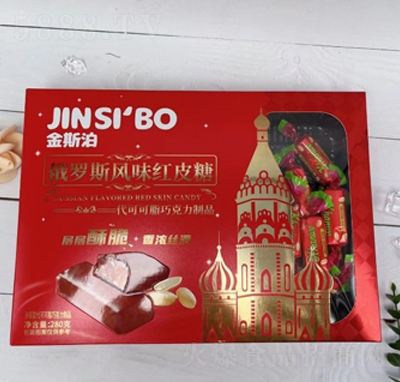 JINSI'BO
金斯泊
俄罗斯风味红皮糖
RUSSIAN FLAVORED RED SKIN CANDY
代可可脂巧克力制品
层层酥脆 香浓丝滑
净含量:280克